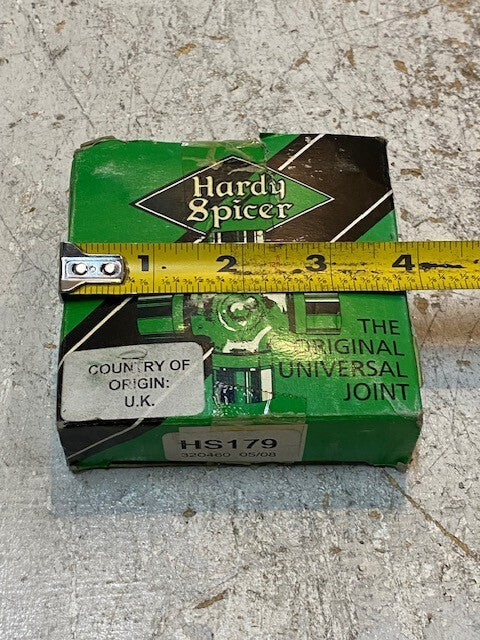 Hardy
Spicer
1 2 3 4
THE
ORIGINAL
UNIVERSAL
JOINT
COUNTRY OF
ORIGIN:
U.K.
HS179
320460 05/08